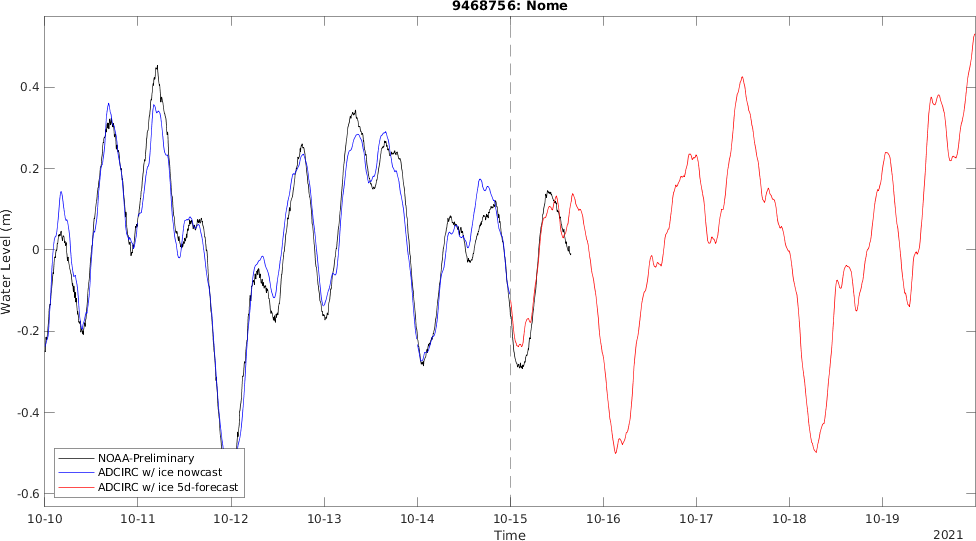 9468756: Nome
Water Level (m)
0.4
0.2
0
-0.2
-0.4
-0.6
NOAA-Preliminary
ADCIRC w/ ice nowcast
ADCIRC w/ ice 5d-forecast
10-10 10-11 10-12 10-13 10-14 10-15 10-16 10-17 10-18 10-19
Time
2021